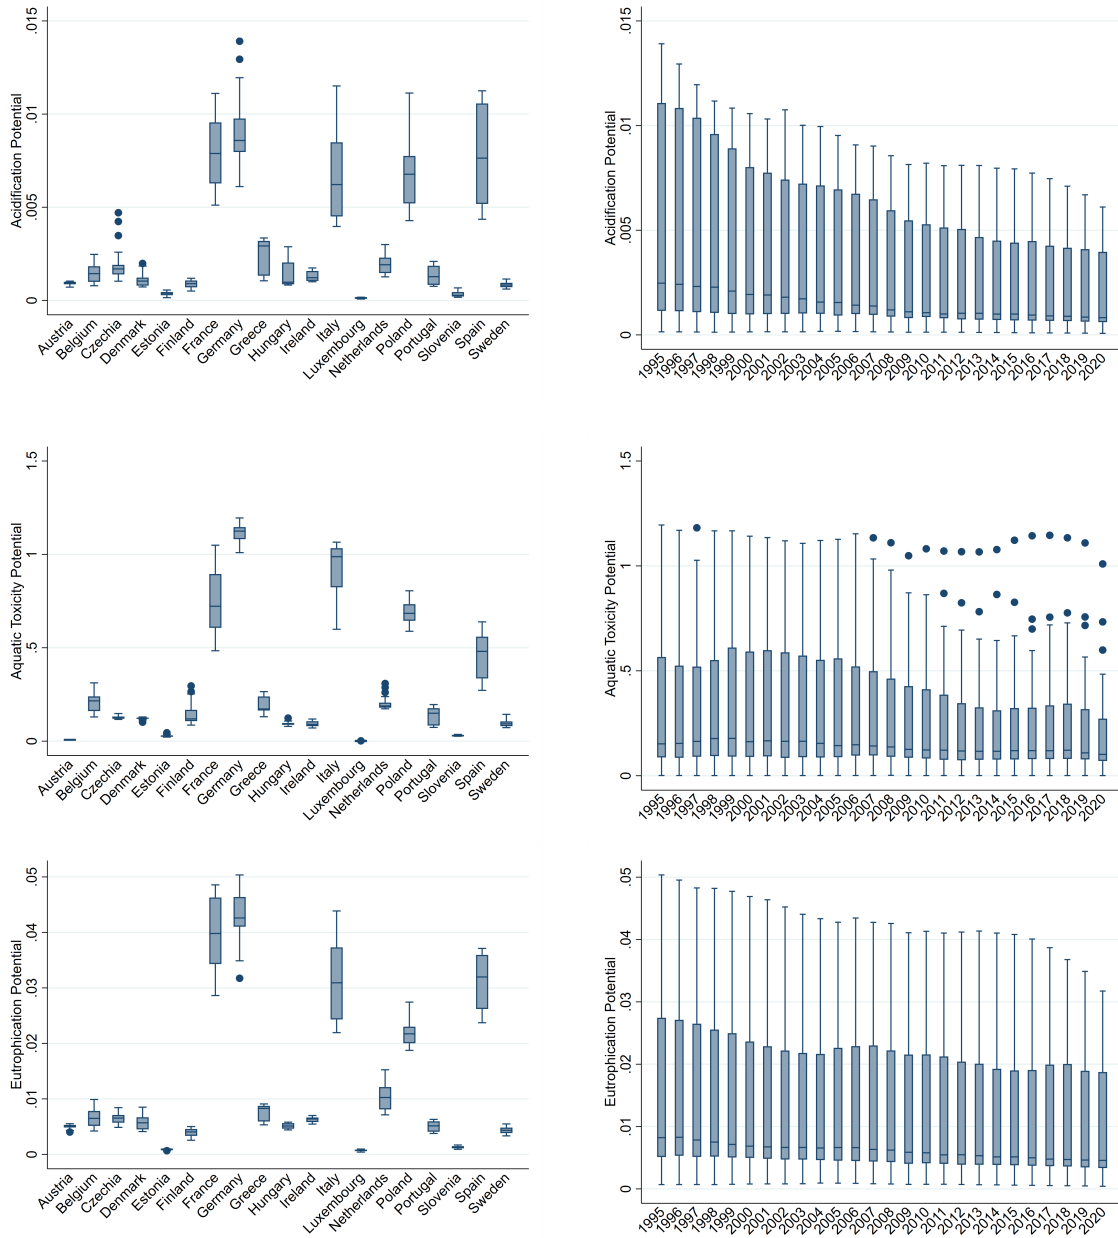 Acidification Potential
.015
.01
.005
0
Austria
Belgium
Czechia
Denmark
Estonia
Finland
France
Germany
Greece
Hungary
Ireland
Italy
Luxembourg
Netherlands
Poland
Portugal
Slovenia
Spain
Sweden
Acidification Potential
.015
.01
.005
0
1995
1996
1997
1998
1999
2000
2001
2002
2003
2004
2005
2006
2007
2008
2009
2010
2011
2012
2013
2014
2015
2016
2017
2018
2019
2020
Aquatic Toxicity Potential
1.5
1
.5
0
Austria
Belgium
Czechia
Denmark
Estonia
Finland
France
Germany
Greece
Hungary
Ireland
Italy
Luxembourg
Netherlands
Poland
Portugal
Slovenia
Spain
Sweden
Aquatic Toxicity Potential
1.5
1
.5
0
1995
1996
1997
1998
1999
2000
2001
2002
2003
2004
2005
2006
2007
2008
2009
2010
2011
2012
2013
2014
2015
2016
2017
2018
2019
2020
Eutrophication Potential
.05
.04
.03
.02
.01
0
Austria
Belgium
Czechia
Denmark
Estonia
Finland
France
Germany
Greece
Hungary
Ireland
Italy
Luxembourg
Netherlands
Poland
Portugal
Slovenia
Spain
Sweden
Eutrophication Potential
.05
.04
.03
.02
.01
0
1995
1996
1997
1998
1999
2000
2001
2002
2003
2004
2005
2006
2007
2008
2009
2010
2011
2012
2013
2014
2015
2016
2017
2018
2019
2020